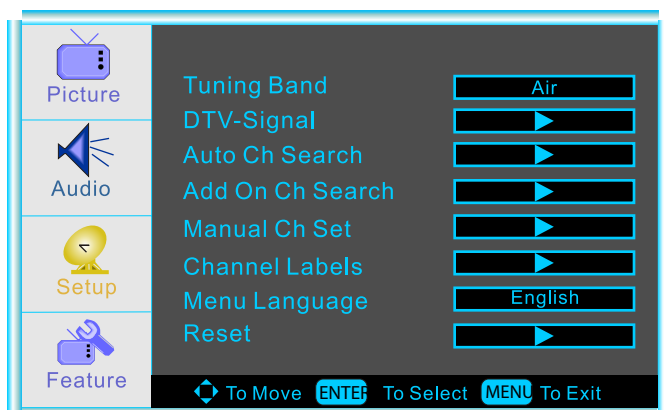 Picture
Audio
Setup
Feature
Tuning Band Air
DTV-Signal
Auto Ch Search
Add On Ch Search
Manual Ch Set
Channel Labels
Menu Language English
Reset
To Move ENTER To Select MENU To Exit